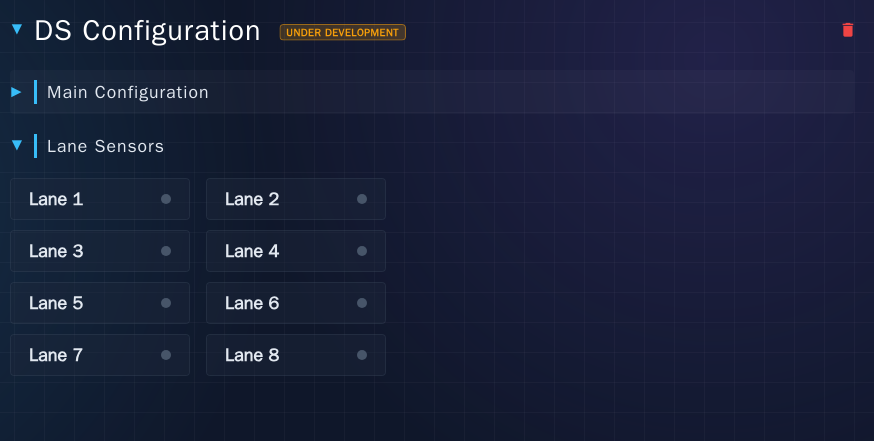 DS Configuration UNDER DEVELOPMENT
Main Configuration
Lane Sensors
Lane 1 Lane 2
Lane 3 Lane 4
Lane 5 Lane 6
Lane 7 Lane 8